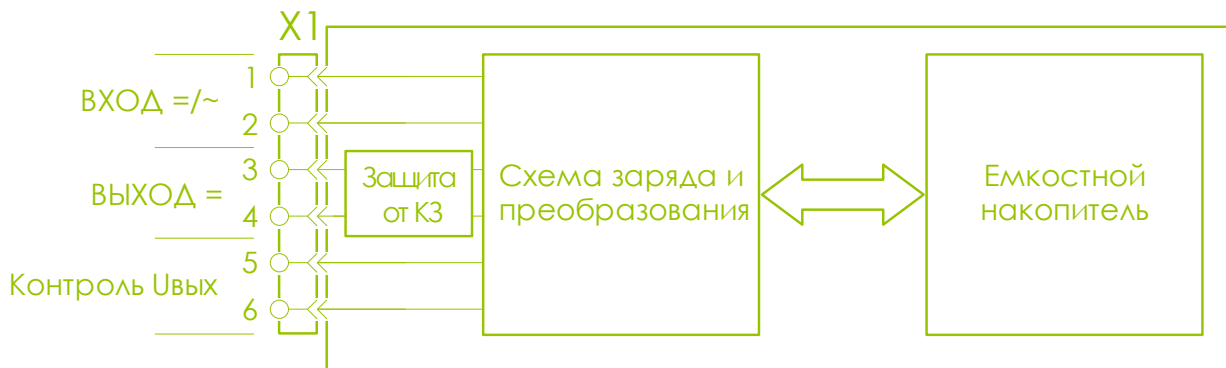 X1
ВХОД =/~
1
2
ВЫХОД =
3
4
Контроль Uвых
5
6
Защита
от КЗ
Схема заряда и
преобразования
Емкостной
накопитель